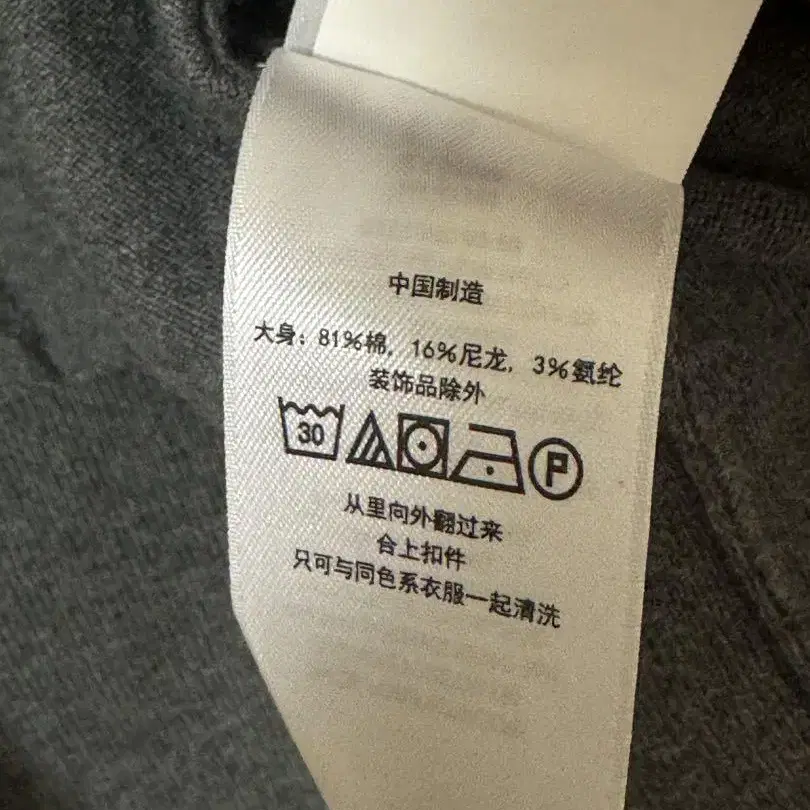 中国制造
大身：81%棉，16%尼龙，3%氨纶
装饰品除外
30 P
从里向外翻过来
合上扣件
只可与同色系衣服一起清洗